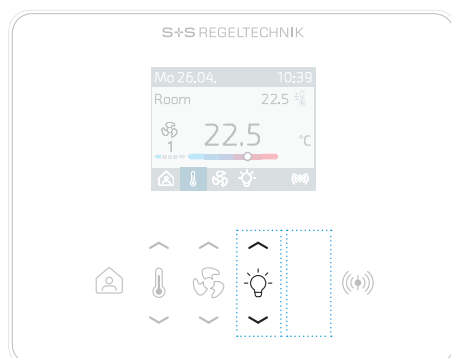 S+S REGELTECHNIK
Mo 26.04. 10:39
Room 22.5
22.5 °C
1